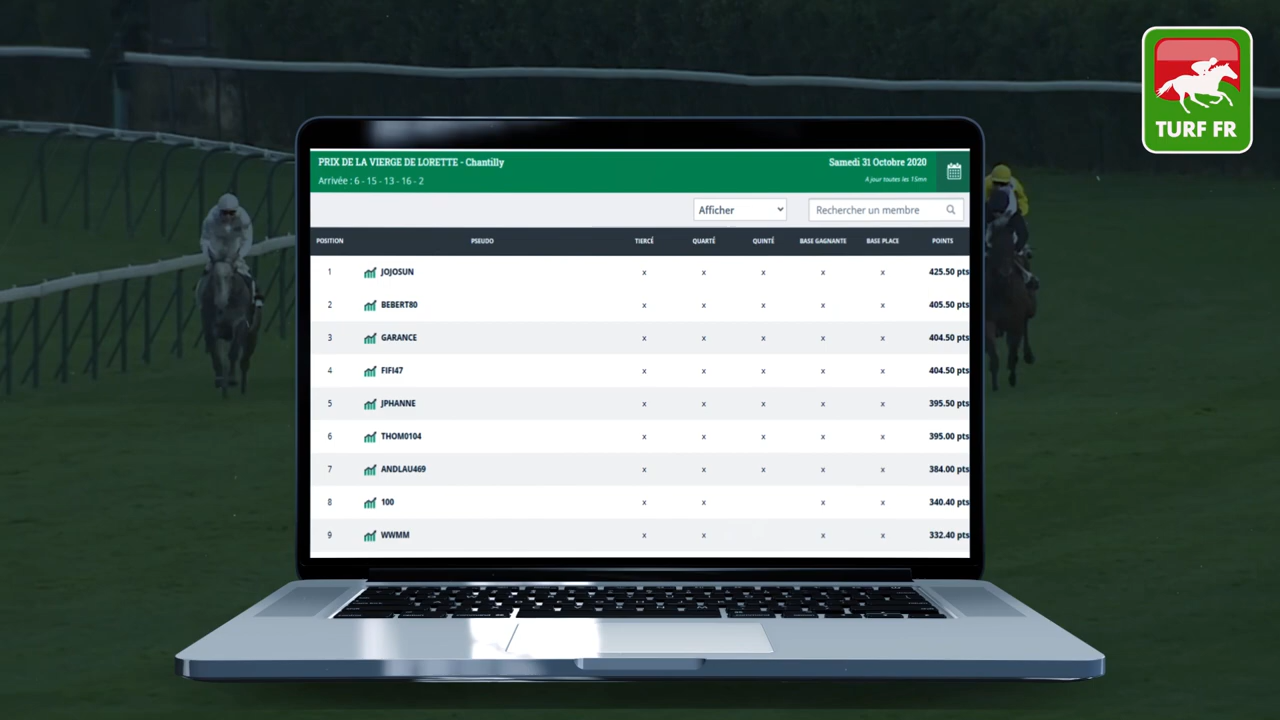 TURF FR
PRIX DE LA VIERGE DE LORETTE - Chantilly
Samedi 31 Octobre 2020
Arrivée : 6 - 15 - 13 - 16 - 2
A jour toutes les 15mn
Afficher
Rechercher un membre
POSITION PSEUDO TIERCÉ QUARTÉ QUINTÉ BASE GAGNANTE BASE PLACE POINTS
1 JOJOSUN x x x x x 425.50 pts
2 BEBERT80 x x x x x 405.50 pts
3 GARANCE x x x x x 404.50 pts
4 FIFI47 x x x x x 404.50 pts
5 JPHANNE x x x x x 395.50 pts
6 THOM0104 x x x x x 395.00 pts
7 ANDLAU469 x x x x x 384.00 pts
8 100 x x x x 340.40 pts
9 WWMM x x x x 332.40 pts